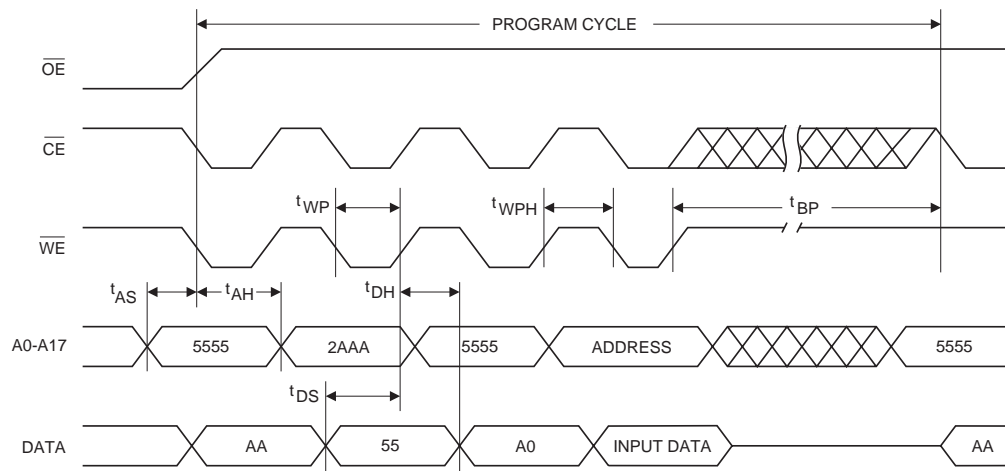 PROGRAM CYCLE
OE
CE
tWP tWPH tBP
WE
tAS tAH tDH
A0-A17 5555 2AAA 5555 ADDRESS 5555
tDS
DATA AA 55 A0 INPUT DATA AA